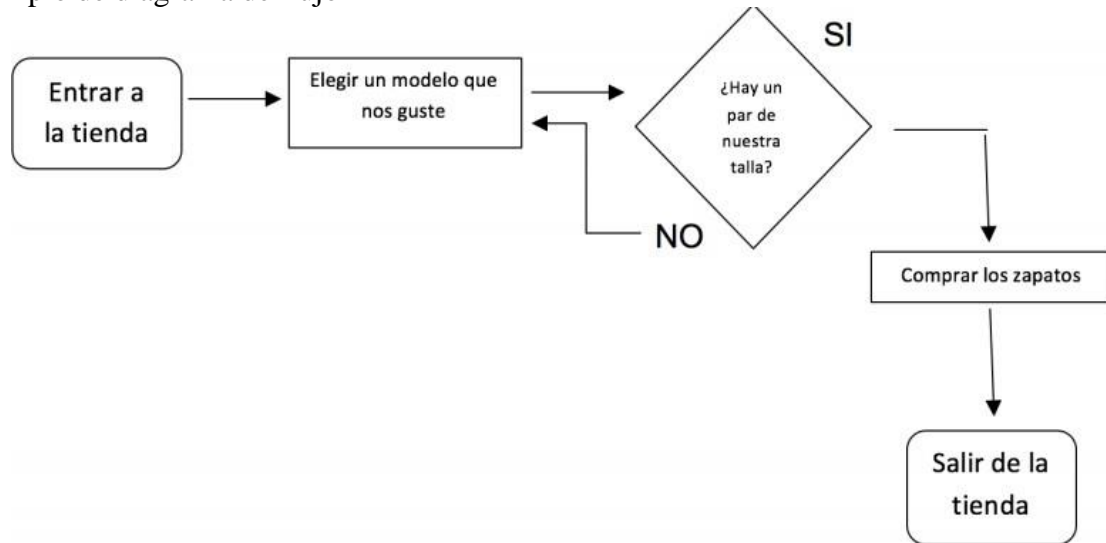 Entrar a
la tienda
Elegir un modelo que
nos guste
¿Hay un
par de
nuestra
talla?
SI
NO
Comprar los zapatos
Salir de la
tienda